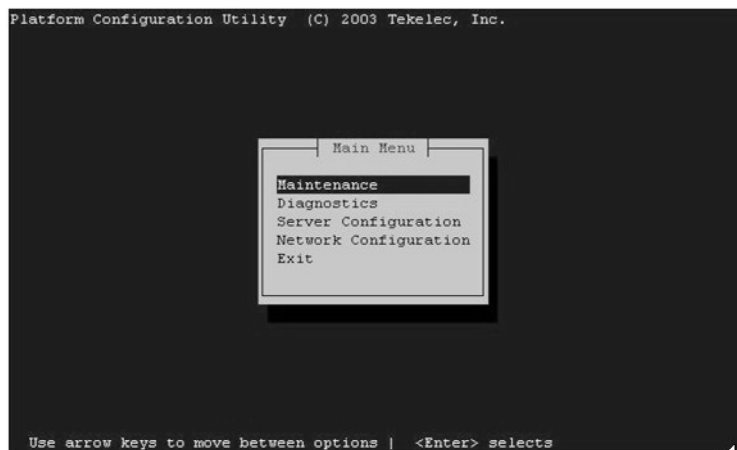 Platform Configuration Utility (C) 2003 Tekelec, Inc.
Main Menu
Maintenance
Diagnostics
Server Configuration
Network Configuration
Exit
Use arrow keys to move between options | <Enter> selects